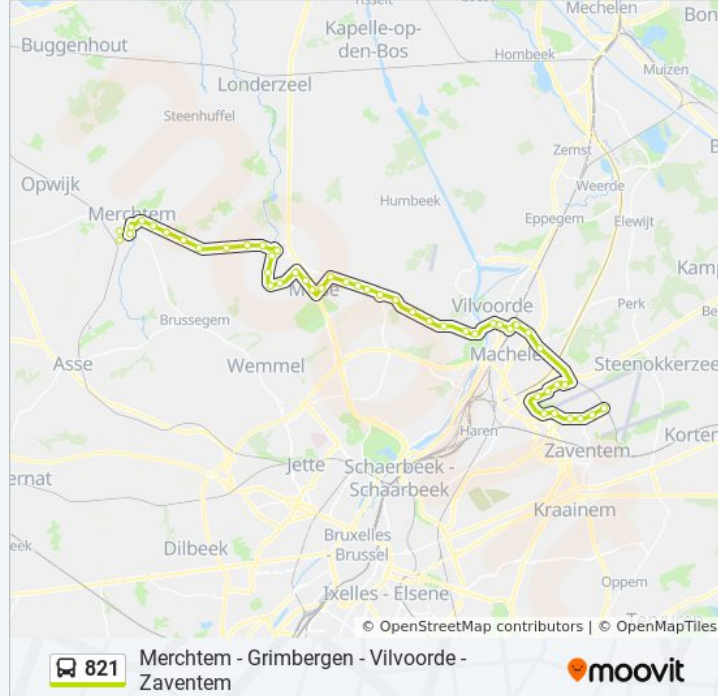 Mechelen
Kapelle-op-
den-Bos
Buggenhout
Hombeek
Muizen
Londerzeel
Steenhuffel
Zemst
Opwijk
Weerde
Humbeek
Merchtem
Eppegem
Elewijt
Kamp
Vilvoorde
Perk
Brussegem
Wemmel
Machele
Steenokkerzee
Asse
Haren
Korten
Zaventem
Jette
Schaerbeek -
Schaarbeek
ernat
Kraainem
Bruxelles
- Brussel
eek
Dilbeek
Oppem
Ixelles - Elsene
© OpenStreetMap contributors | © OpenMapTiles
821
Merchtem - Grimbergen - Vilvoorde -
Zaventem
moovit